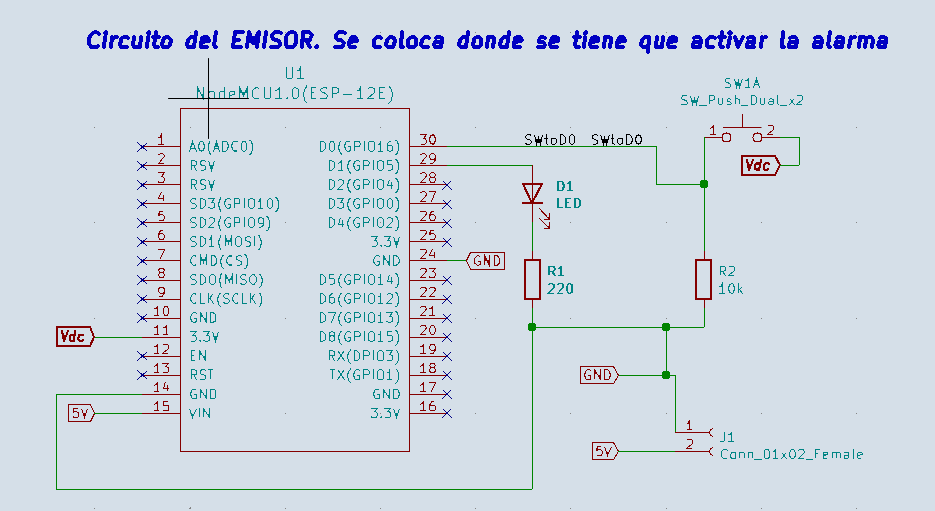 Circuito del EMISOR. Se coloca donde se tiene que activar la alarma
U1
NodeMCU1.0(ESP-12E)
SW1A
SW_Push_Dual_x2
1 2
Vdc
1 A0(ADC0) D0(GPIO16) 30 SWtoD0 SWtoD0
2 RSV D1(GPIO5) 29
3 RSV D2(GPIO4) 28
4 SD3(GPIO10) D3(GPIO0) 27
5 SD2(GPIO9) D4(GPIO2) 26
6 SD1(MOSI) 3.3V 25
7 CMD(CS) GND 24 GND
8 SD0(MISO) D5(GPIO14) 23
9 CLK(SCLK) D6(GPIO12) 22
10 GND D7(GPIO13) 21
Vdc 11 3.3V D8(GPIO15) 20
12 EN RX(DPIO3) 19
13 RST TX(GPIO1) 18
14 GND GND 17
5V 15 VIN 3.3V 16
D1
LED
R1
220
R2
10k
GND
1
J1
5V 2
Conn_01x02_Female